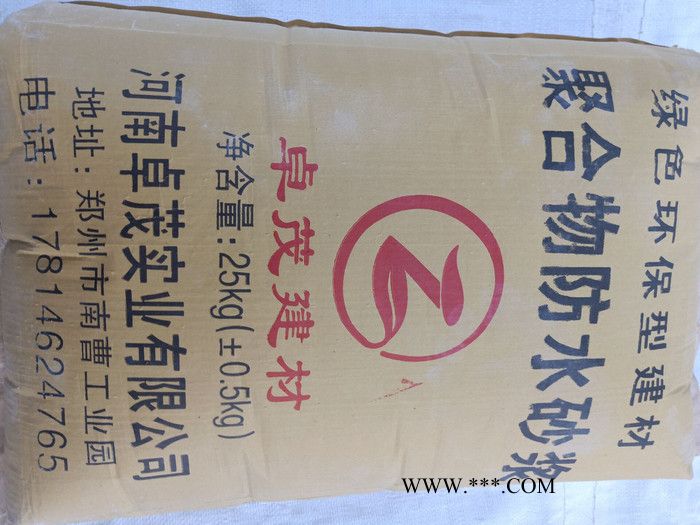 绿色环保型建材
聚合物防水砂浆
Z
卓茂建材
净含量:25kg(±0.5kg)
河南卓茂实业有限公司
地址:郑州市南曹工业园
电话:17814624765
WWW.***.COM